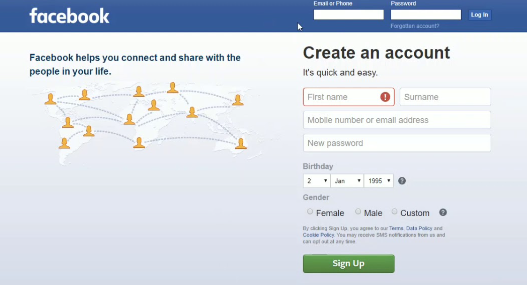 facebook
Email or Phone
Password
Log In
Forgotten account?
Facebook helps you connect and share with the
people in your life.
Create an account
It's quick and easy.
First name
Surname
Mobile number or email address
New password
Birthday
2 Jan 1995
Gender
Female Male Custom
By clicking Sign Up, you agree to our Terms, Data Policy and
Cookie Policy. You may receive SMS notifications from us and
can opt out at any time.
Sign Up